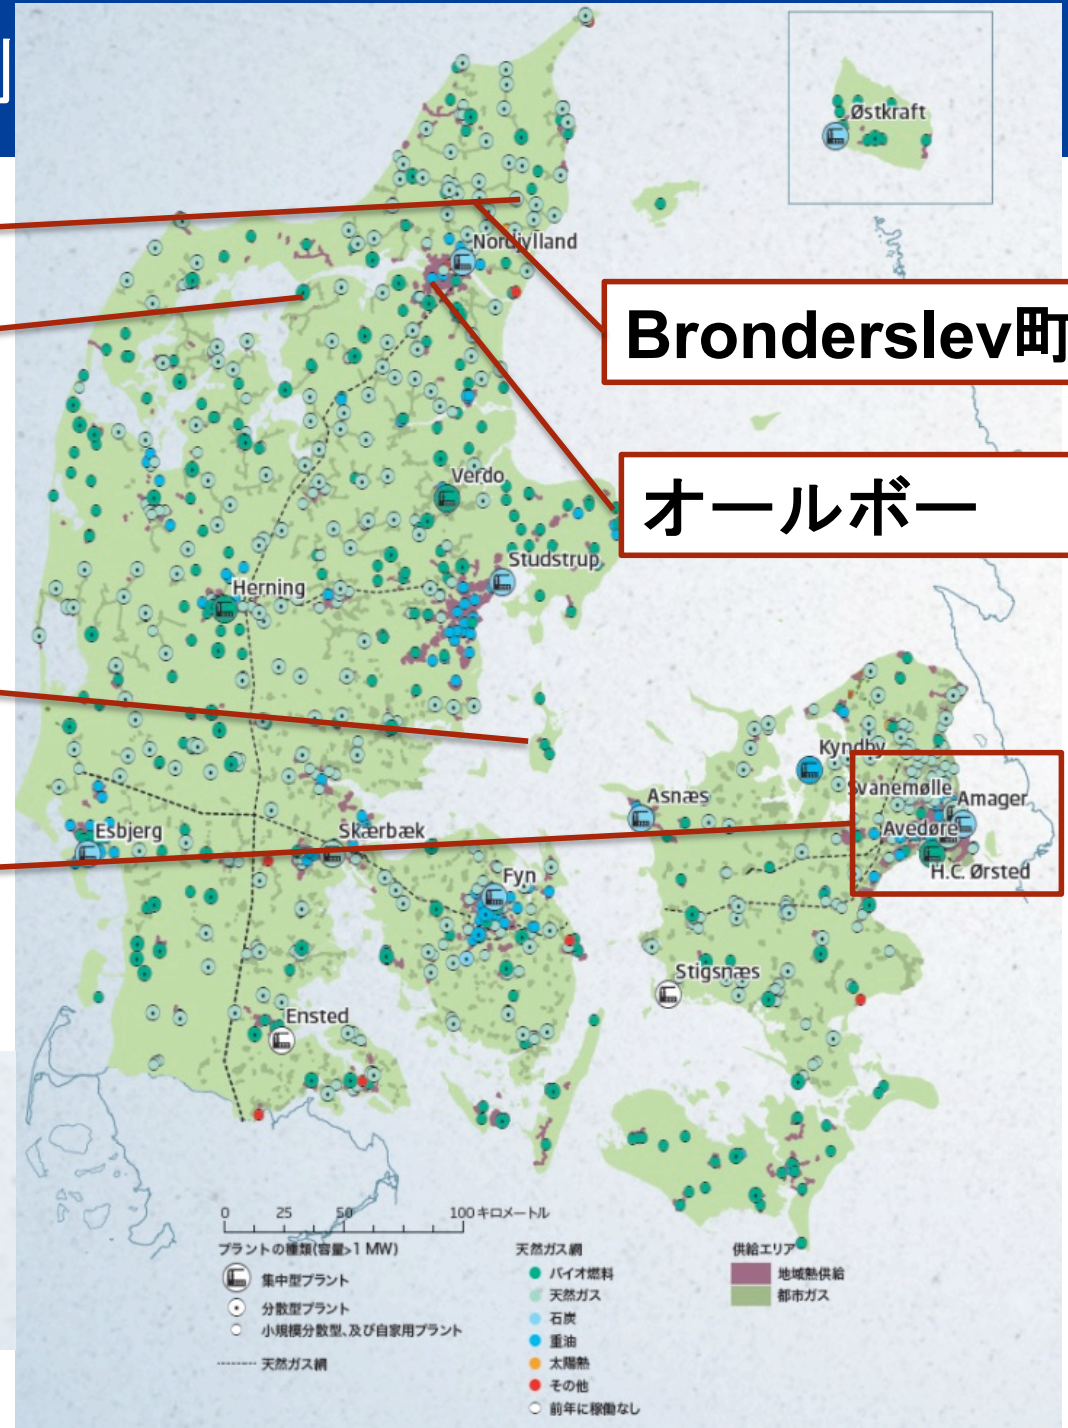 Østkraft
Nordjylland
Bronderslev町
オールボー
Verdo
Studstrup
Herning
Kyndby
Svanemølle
Asnæs
Amager
Esbjerg
Skærbæk
Avedøre
Fyn
H.C. Ørsted
Stigsnæs
Ensted
0 25 50 100 キロメートル
プラントの種類(容量>1 MW)
集中型プラント
分散型プラント
小規模分散型、及び自家用プラント
天然ガス網
天然ガス網
バイオ燃料
天然ガス
石炭
重油
太陽熱
その他
前年に稼働なし
供給エリア
地域熱供給
都市ガス